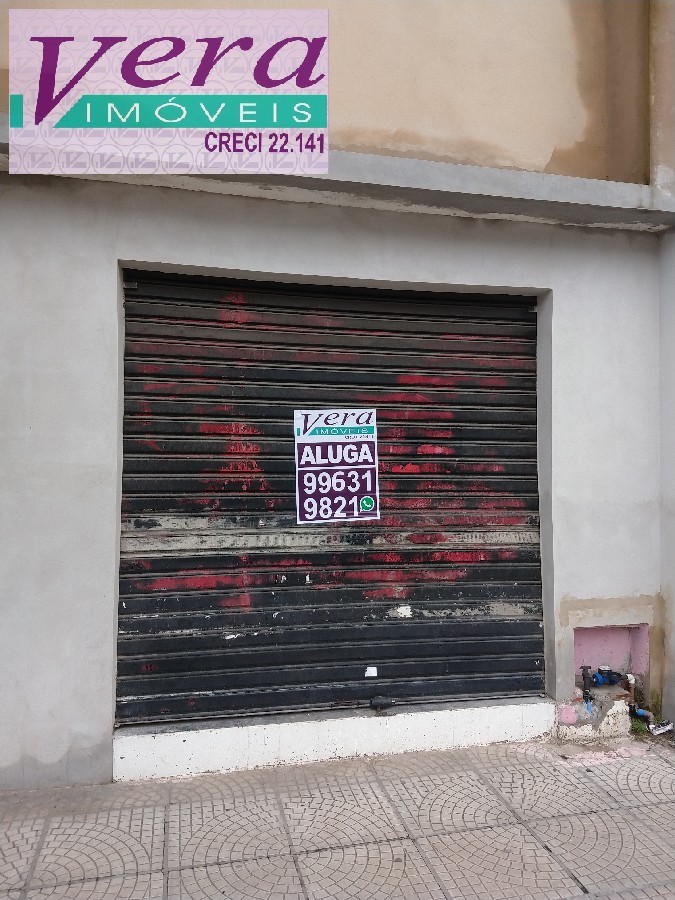 Vera
IMÓVEIS
CRECI 22.141
Vera
IMÓVEIS
ALUGA
99631
9821